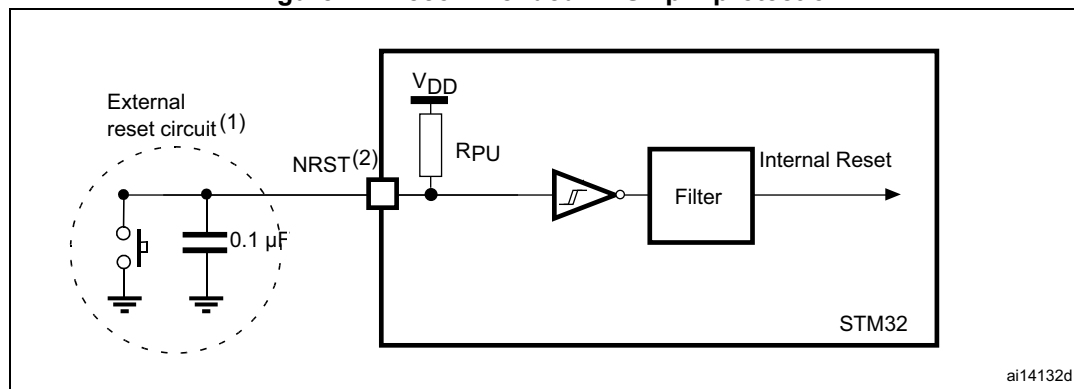 External
reset circuit(1)
VDD
NRST(2)
RPU
Internal Reset
Filter
0.1 μF
STM32
ai14132d